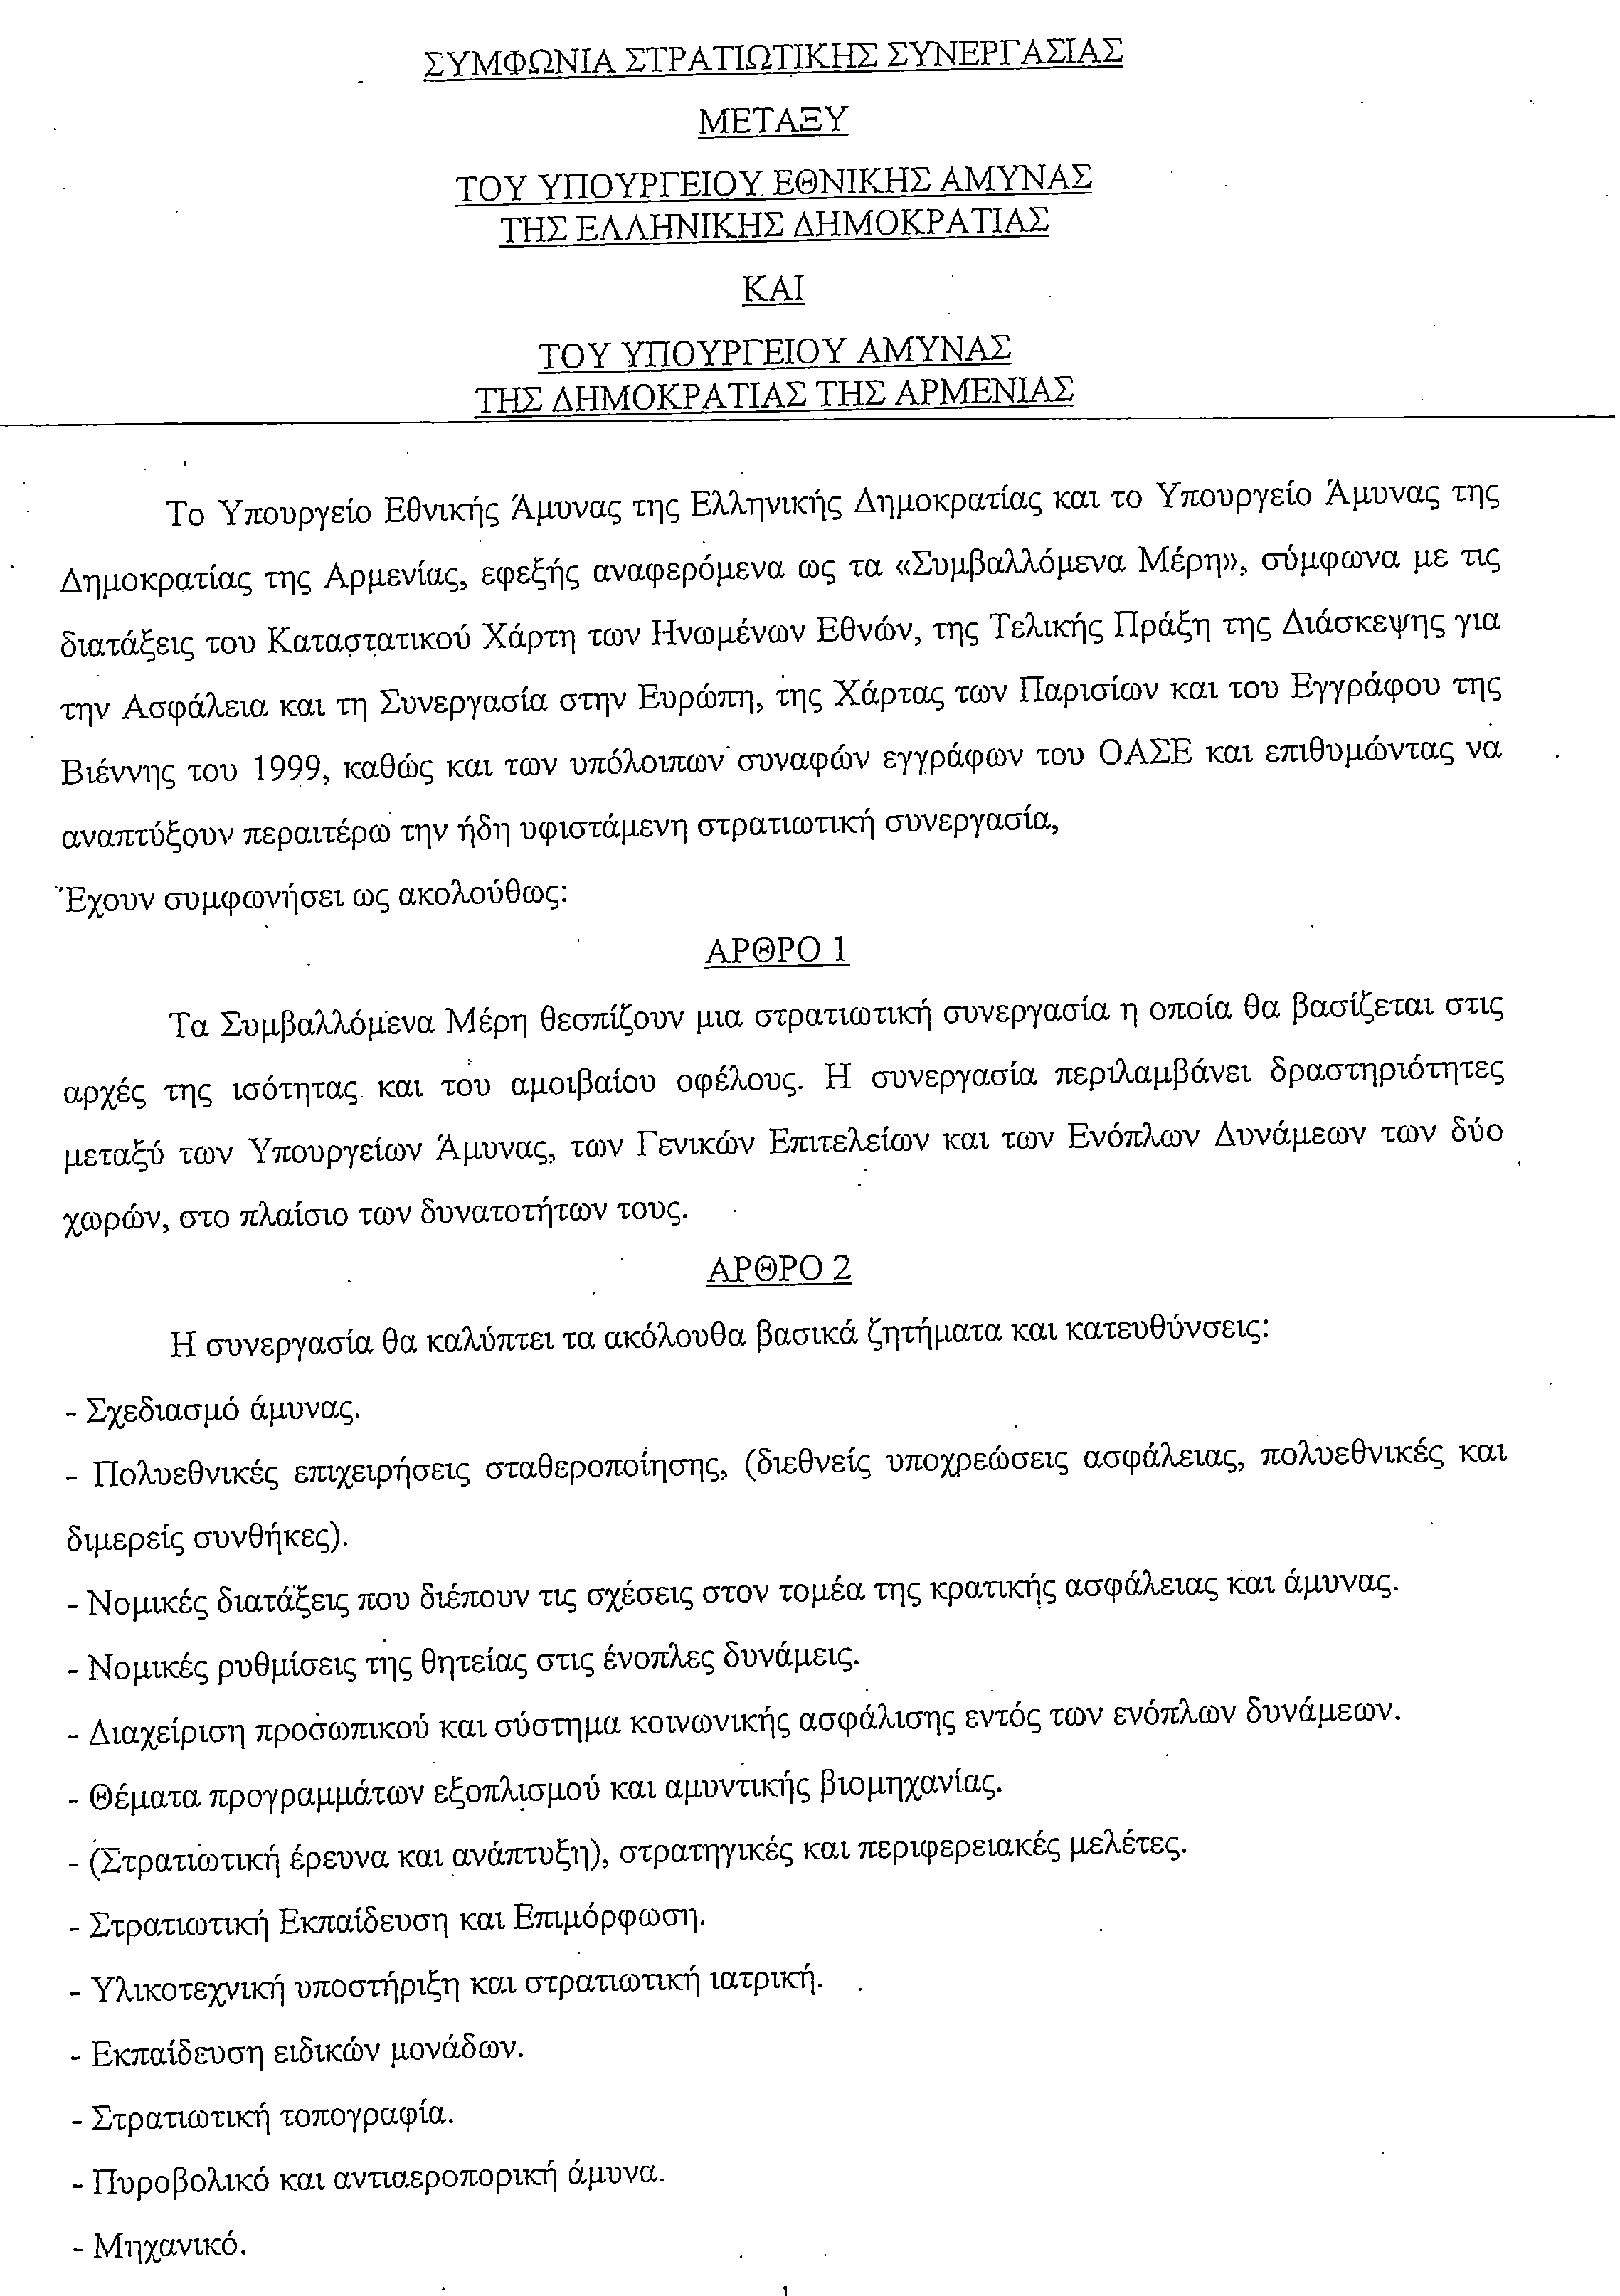 ΣΥΜΦΩΝΙΑ ΣΤΡΑΤΙΩΤΙΚΗΣ ΣΥΝΕΡΓΑΣΙΑΣ
ΜΕΤΑΞΥ
ΤΟΥ ΥΠΟΥΡΓΕΙΟΥ ΕΘΝΙΚΗΣ ΑΜΥΝΑΣ
ΤΗΣ ΕΛΛΗΝΙΚΗΣ ΔΗΜΟΚΡΑΤΙΑΣ
ΚΑΙ
ΤΟΥ ΥΠΟΥΡΓΕΙΟΥ ΑΜΥΝΑΣ
ΤΗΣ ΔΗΜΟΚΡΑΤΙΑΣ ΤΗΣ ΑΡΜΕΝΙΑΣ
Το Υπουργείο Εθνικής Άμυνας της Ελληνικής Δημοκρατίας και το Υπουργείο Άμυνας της
Δημοκρατίας της Αρμενίας, εφεξής αναφερόμενα ως τα «Συμβαλλόμενα Μέρη», σύμφωνα με τις
διατάξεις του Καταστατικού Χάρτη των Ηνωμένων Εθνών, της Τελικής Πράξη της Διάσκεψης για
την Ασφάλεια και τη Συνεργασία στην Ευρώπη, της Χάρτας των Παρισίων και του Εγγράφου της
Βιέννης του 1999, καθώς και των υπόλοιπων συναφών εγγράφων του ΟΑΣΕ και επιθυμώντας να
αναπτύξουν περαιτέρω την ήδη υφιστάμενη στρατιωτική συνεργασία,
Έχουν συμφωνήσει ως ακολούθως:
ΑΡΘΡΟ 1
Τα Συμβαλλόμενα Μέρη θεσπίζουν μια στρατιωτική συνεργασία η οποία θα βασίζεται στις
αρχές της ισότητας και του αμοιβαίου οφέλους. Η συνεργασία περιλαμβάνει δραστηριότητες
μεταξύ των Υπουργείων Άμυνας, των Γενικών Επιτελείων και των Ενόπλων Δυνάμεων των δύο
χωρών, στο πλαίσιο των δυνατοτήτων τους.
ΑΡΘΡΟ 2
Η συνεργασία θα καλύπτει τα ακόλουθα βασικά ζητήματα και κατευθύνσεις:
- Σχεδιασμό άμυνας.
- Πολυεθνικές επιχειρήσεις σταθεροποίησης, (διεθνείς υποχρεώσεις ασφάλειας, πολυεθνικές και
διμερείς συνθήκες).
- Νομικές διατάξεις που διέπουν τις σχέσεις στον τομέα της κρατικής ασφάλειας και άμυνας.
- Νομικές ρυθμίσεις της θητείας στις ένοπλες δυνάμεις.
- Διαχείριση προσωπικού και σύστημα κοινωνικής ασφάλισης εντός των ενόπλων δυνάμεων.
- Θέματα προγραμμάτων εξοπλισμού και αμυντικής βιομηχανίας.
- (Στρατιωτική έρευνα και ανάπτυξη), στρατηγικές και περιφερειακές μελέτες.
- Στρατιωτική Εκπαίδευση και Επιμόρφωση.
- Υλικοτεχνική υποστήριξη και στρατιωτική ιατρική.
- Εκπαίδευση ειδικών μονάδων.
- Στρατιωτική τοπογραφία.
- Πυροβολικό και αντιαεροπορική άμυνα.
- Μηχανικό.
1